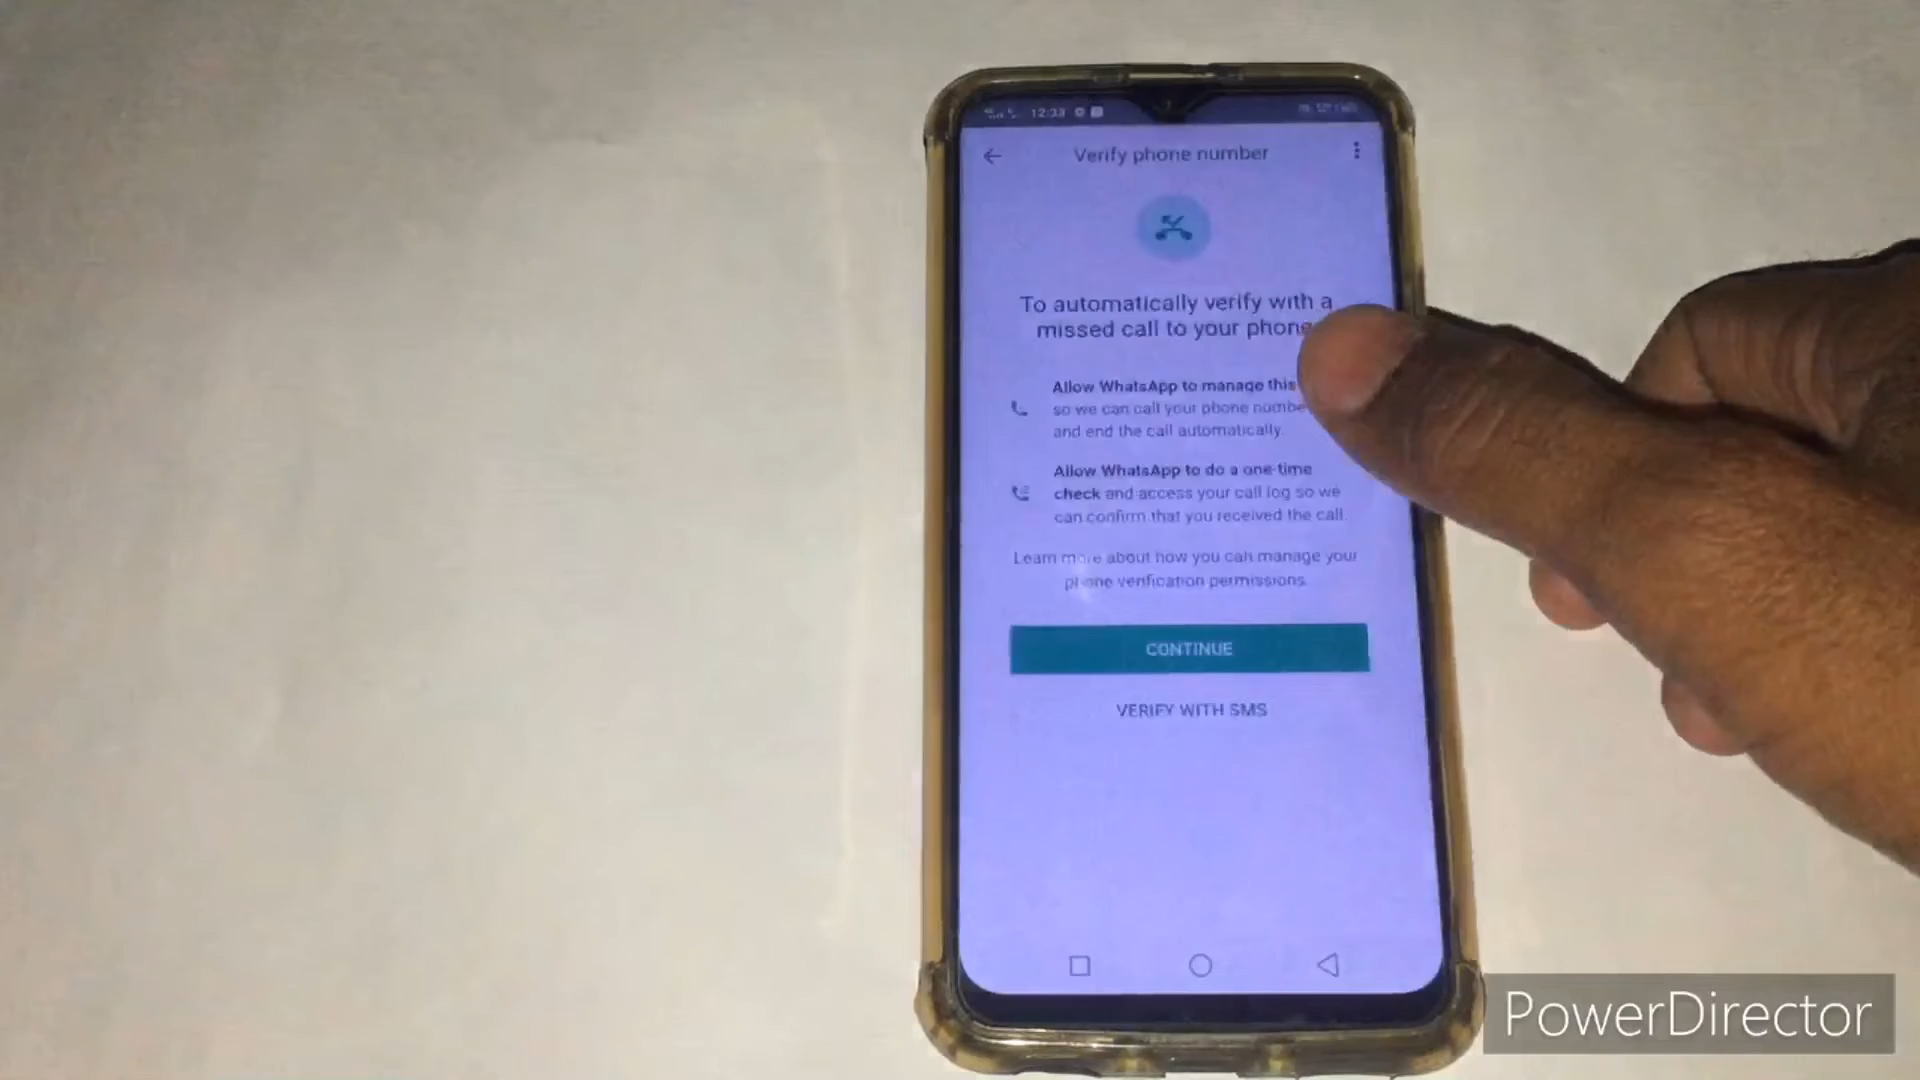 12:33
Verify phone number
To automatically verify with a
missed call to your phone
Allow WhatsApp to manage this
so we can call your phone
and end the call automatically.
Allow WhatsApp to do a one-time
check and access your call log so we
can confirm that you received the call.
Learn more about how you can manage your
phone verification permissions.
CONTINUE
VERIFY WITH SMS
PowerDirector